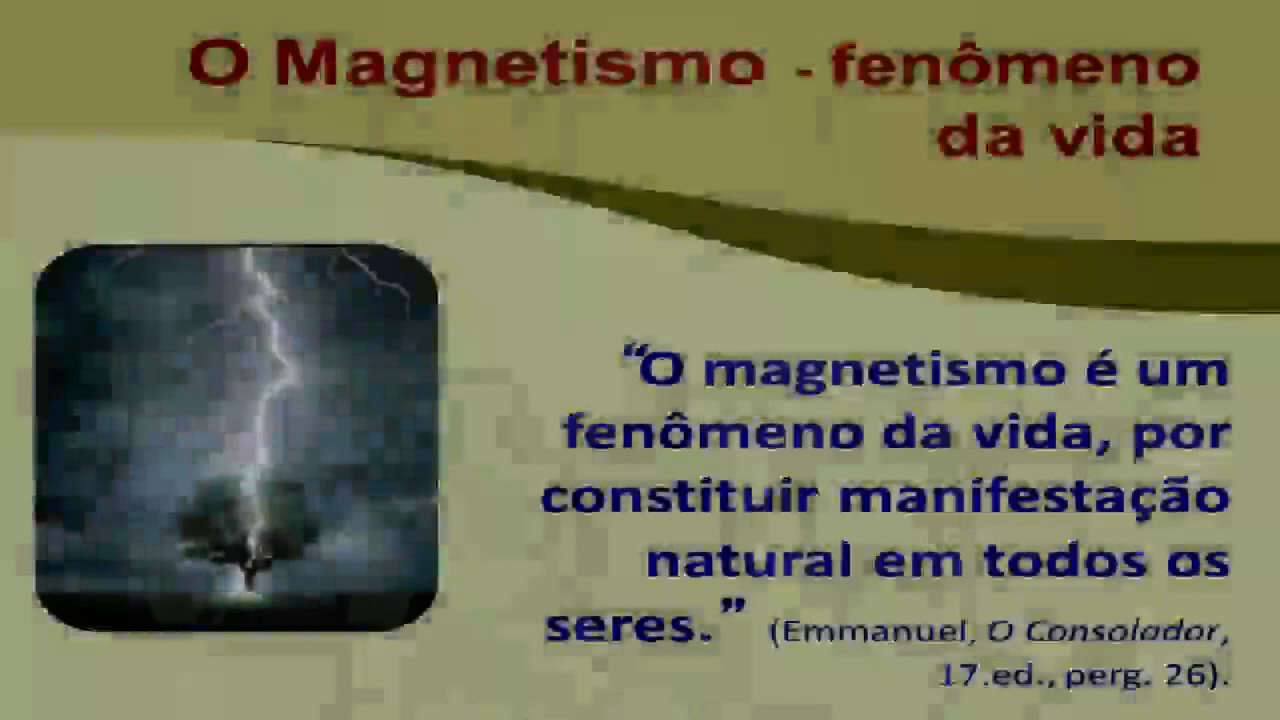 O Magnetismo - fenômeno
da vida
“O magnetismo é um
fenômeno da vida, por
constituir manifestação
natural em todos os
seres.” (Emmanuel, O Consolador,
17.ed., perg. 26).